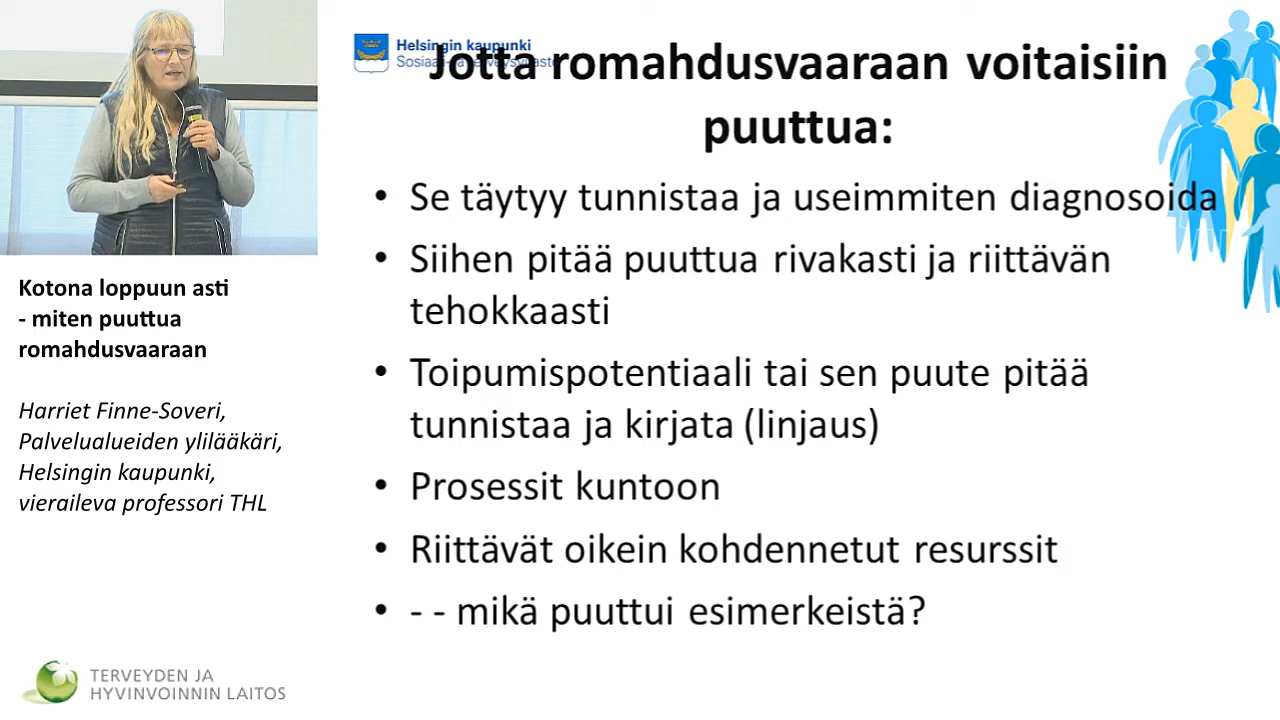 Helsingin kaupunki
Sosiaali- ja terveysvirasto
Jotta romahdusvaaraan voitaisiin
puuttua:
• Se täytyy tunnistaa ja useimmiten diagnosoida
• Siihen pitää puuttua rivakasti ja riittävän
tehokkaasti
• Toipumispotentiaali tai sen puute pitää
tunnistaa ja kirjata (linjaus)
• Prosessit kuntoon
• Riittävät oikein kohdennetut resurssit
• - - mikä puuttui esimerkeistä?
Kotona loppuun asti
- miten puuttua
romahdusvaaraan
Harriet Finne-Soveri,
Palvelualueiden ylilääkäri,
Helsingin kaupunki,
vieraileva professori THL
TERVEYDEN JA
HYVINVOINNIN LAITOS